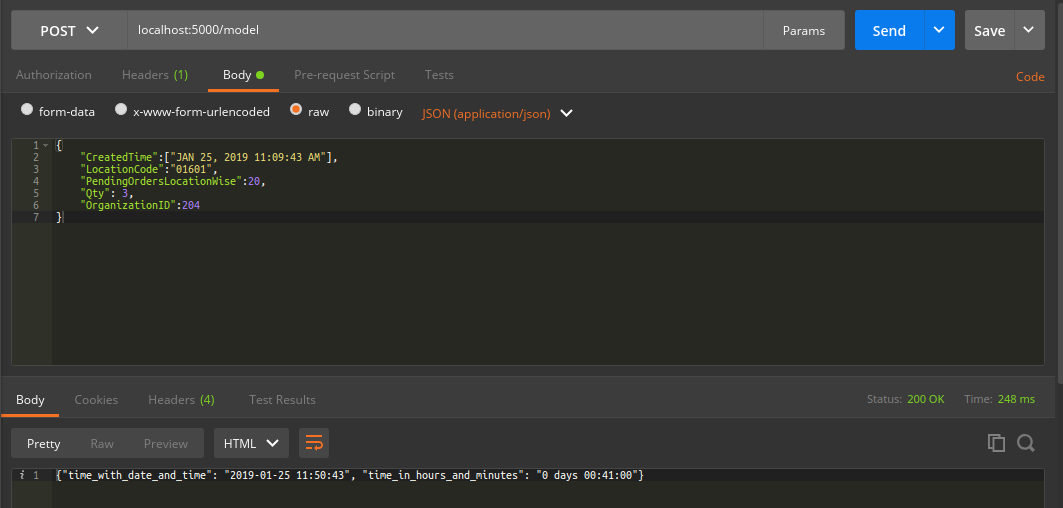 POST localhost:5000/model Params Send Save
Authorization Headers (1) Body Pre-request Script Tests Code
form-data x-www-form-urlencoded raw binary JSON (application/json)
1 {
2 "CreatedTime":["JAN 25, 2019 11:09:43 AM"],
3 "LocationCode":"01601",
4 "PendingOrdersLocationWise":20,
5 "Qty": 3,
6 "OrganizationID":204
7 }
Body Cookies Headers (4) Test Results Status: 200 OK Time: 248 ms
Pretty Raw Preview HTML
i 1 {"time_with_date_and_time": "2019-01-25 11:50:43", "time_in_hours_and_minutes": "0 days 00:41:00"}